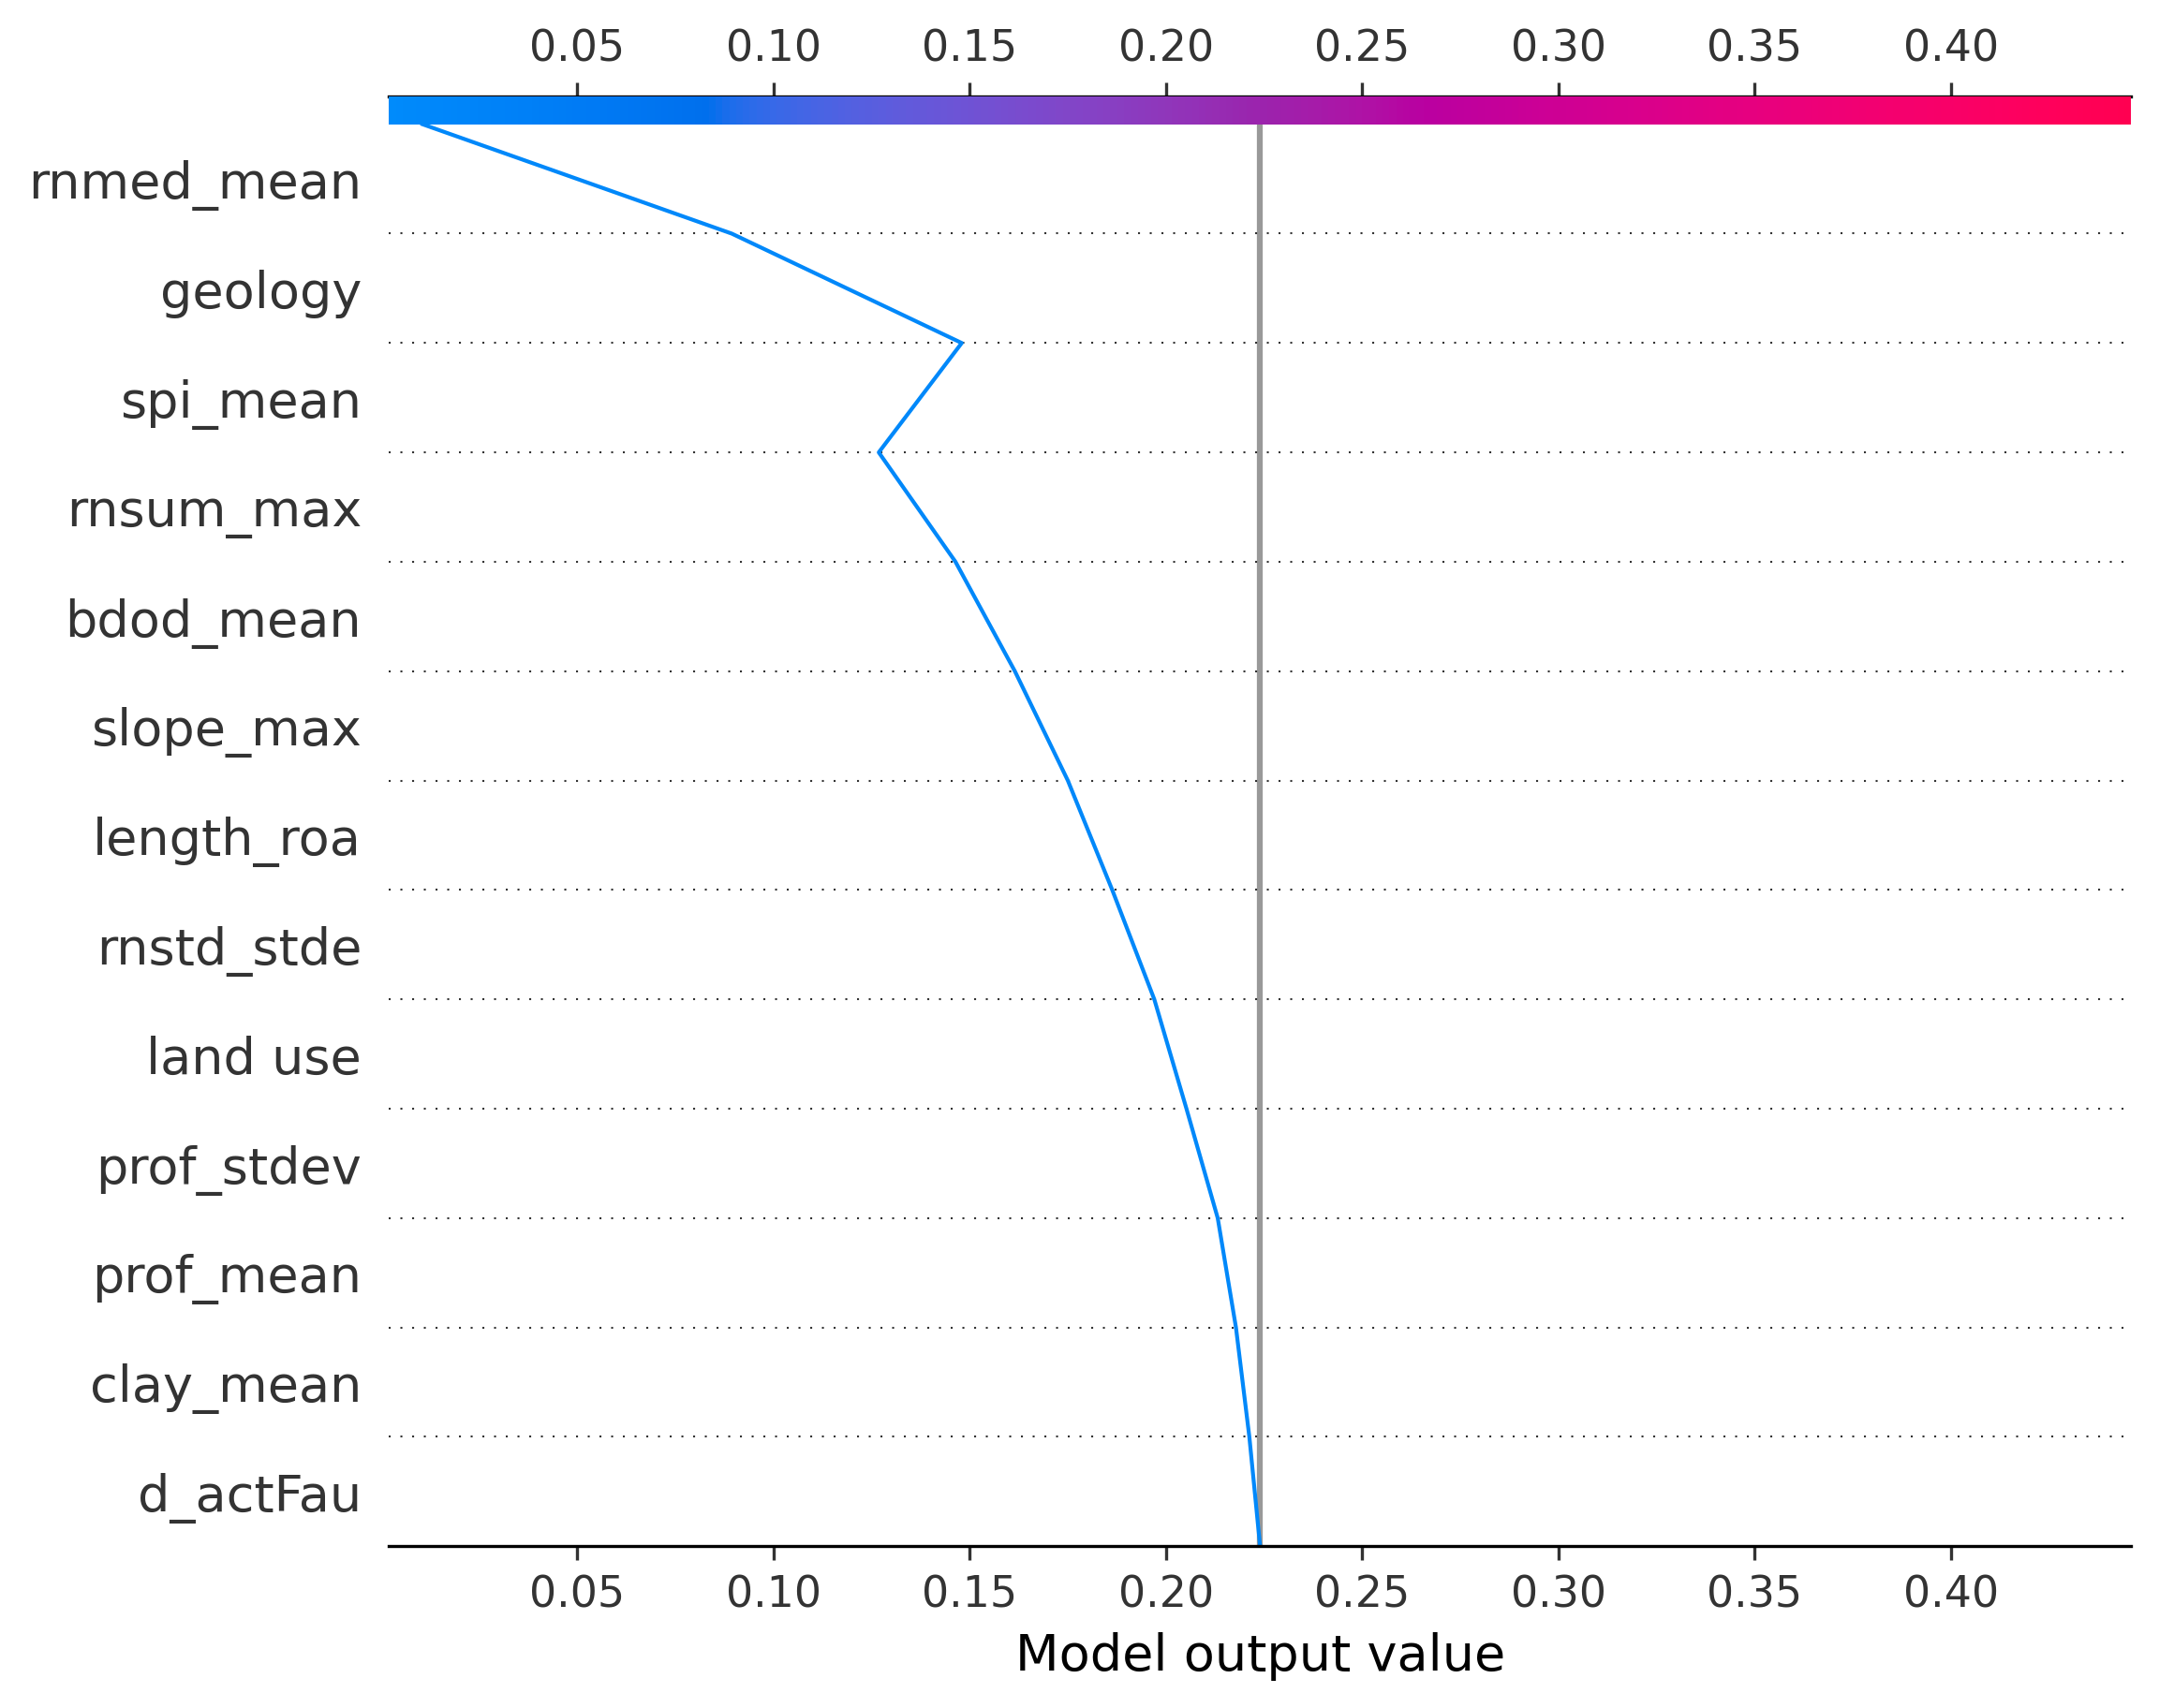 0.05 0.10 0.15 0.20 0.25 0.30 0.35 0.40
rnmed_mean
geology
spi_mean
rnsum_max
bdod_mean
slope_max
length_roa
rnstd_stde
land use
prof_stdev
prof_mean
clay_mean
d_actFau
0.05 0.10 0.15 0.20 0.25 0.30 0.35 0.40
Model output value